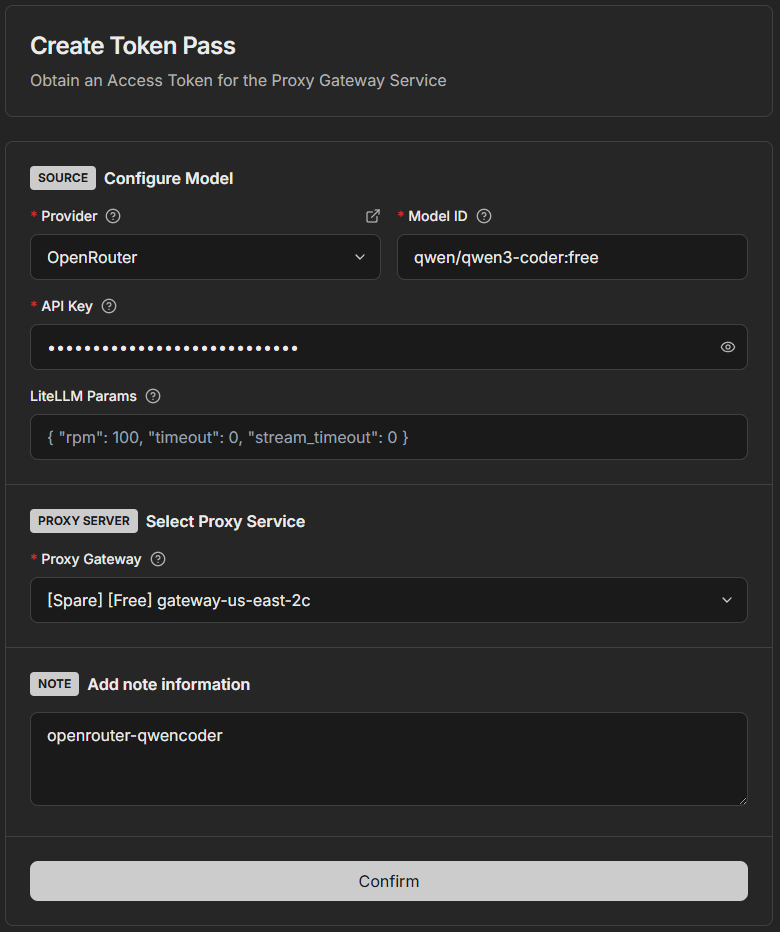 Create Token Pass
Obtain an Access Token for the Proxy Gateway Service
SOURCE Configure Model
* Provider
* Model ID
OpenRouter
qwen/qwen3-coder:free
* API Key
••••••••••••••••••••••••••••
LiteLLM Params
{ "rpm": 100, "timeout": 0, "stream_timeout": 0 }
PROXY SERVER Select Proxy Service
* Proxy Gateway
[Spare] [Free] gateway-us-east-2c
NOTE Add note information
openrouter-qwencoder
Confirm